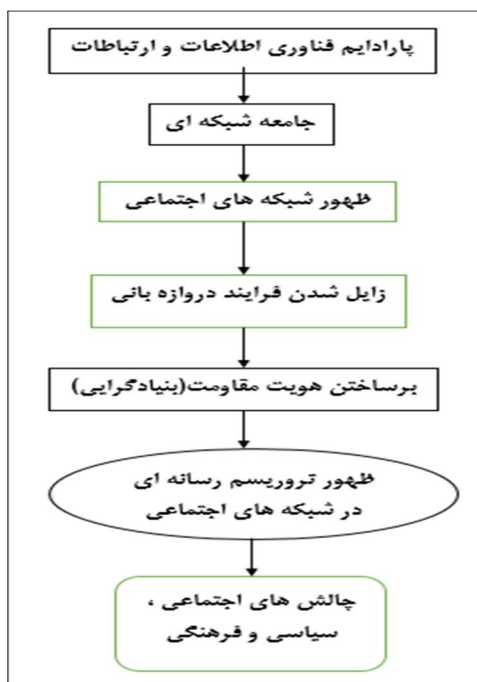 پارادایم فناوری اطلاعات و ارتباطات
جامعه شبکه ای
ظهور شبکه های اجتماعی
زایل شدن فرایند دروازه بانی
برساختن هویت مقاومت(بنیادگرایی)
ظهور تروریسم رسانه ای
در شبکه های اجتماعی
چالش های اجتماعی ،
سیاسی و فرهنگی